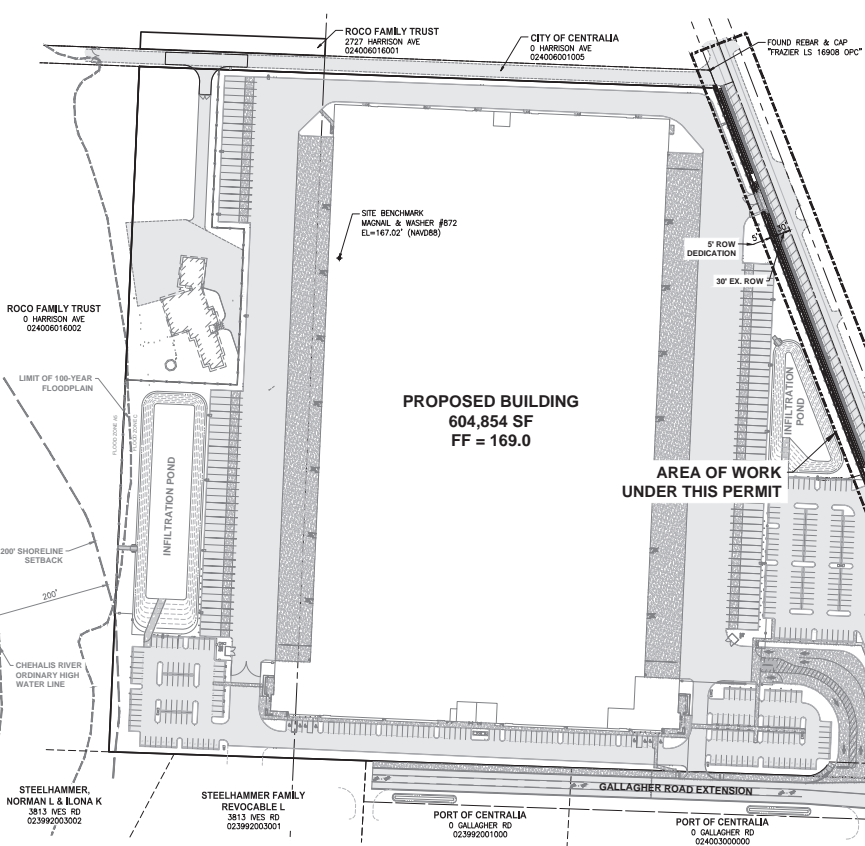 ROCO FAMILY TRUST
2727 HARRISON AVE
024006016001
CITY OF CENTRALIA
0 HARRISON AVE
024006001005
FOUND REBAR & CAP
"FRAZIER LS 16908 OPC"
SITE BENCHMARK
MAGNAIL & WASHER #872
EL=167.02' (NAVD88)
5' ROW
DEDICATION
5'
30'
30' EX. ROW
ROCO FAMILY TRUST
0 HARRISON AVE
024006016002
LIMIT OF 100-YEAR
FLOODPLAIN
FLOOD ZONE C
INFILTRATION POND
PROPOSED BUILDING
604,854 SF
FF = 169.0
INFILTRATION
POND
AREA OF WORK
UNDER THIS PERMIT
200' SHORELINE
SETBACK
200'
CHEHALIS RIVER
ORDINARY HIGH
WATER LINE
STEELHAMMER,
NORMAN L & ILONA K
3813 IVES RD
023992003002
STEELHAMMER FAMILY
REVOCABLE L
3813 IVES RD
023992003001
GALLAGHER ROAD EXTENSION
PORT OF CENTRALIA
0 GALLAGHER RD
023992001000
PORT OF CENTRALIA
0 GALLAGHER RD
024003000000